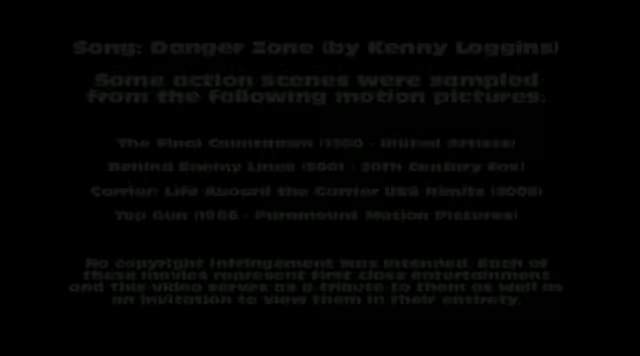 Song: Danger Zone (by Kenny Loggins)
Some action scenes were sampled
from the following motion pictures.
The Final Countdown (1980 - United Artists)
Behind Enemy Lines (2001 - 20th Century Fox)
Carrier: Life Aboard the Carrier USS Nimitz (2008)
Top Gun (1986 - Paramount Motion Pictures)
No copyright infringement was intended. Each of
these movies represent first class entertainment
and this video serves as a tribute to them as well as
an invitation to view them in their entirety.